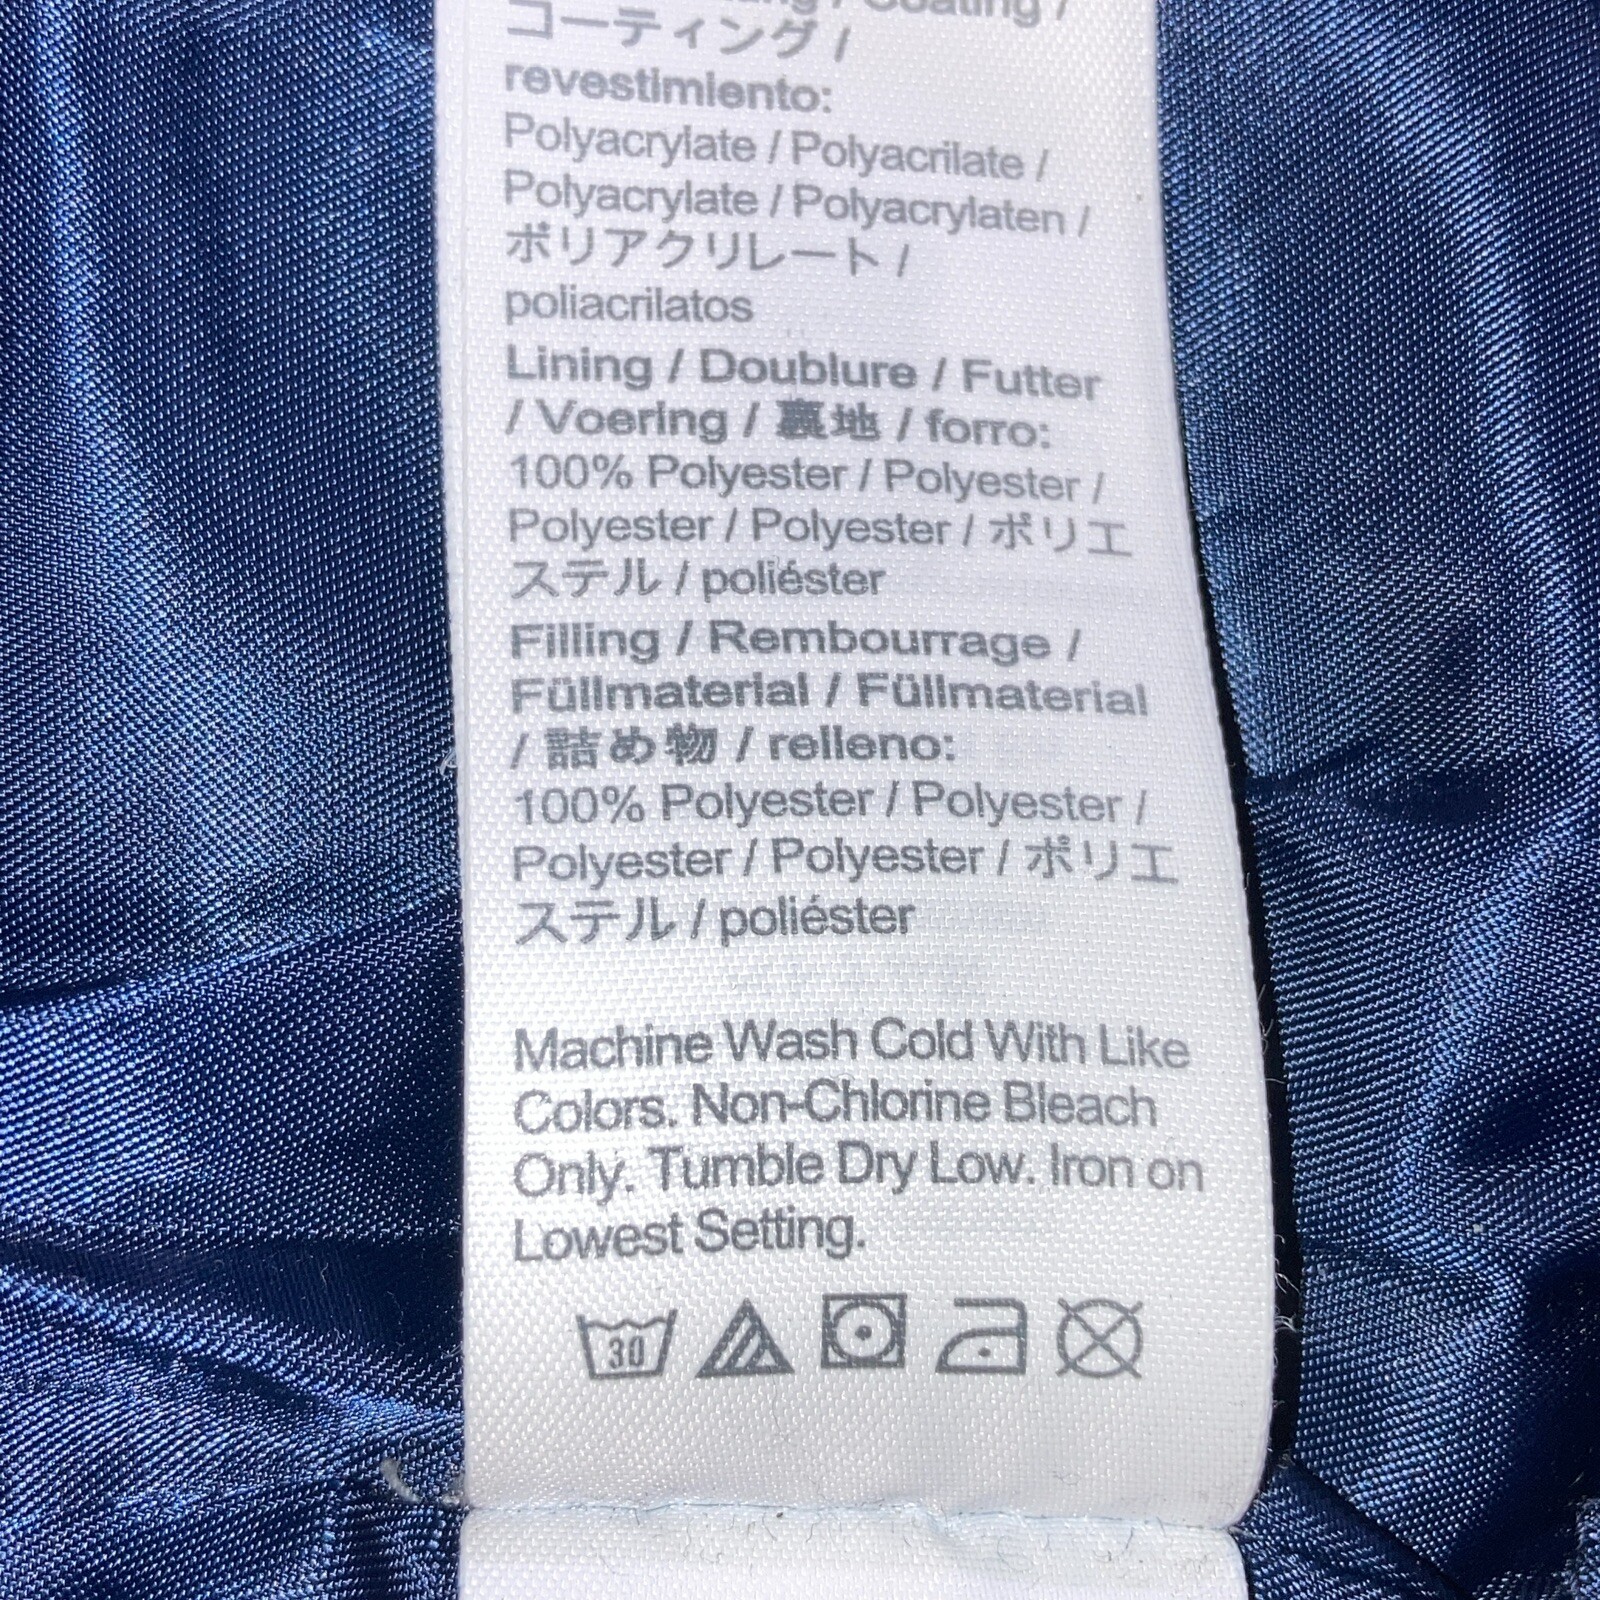 Coating /
コーティング /
revestimiento:
Polyacrylate / Polyacrilate /
Polyacrylate / Polyacrylaten /
ポリアクリレート /
poliacrilatos
Lining / Doublure / Futter
/ Voering / 裏地 / forro:
100% Polyester / Polyester /
Polyester / Polyester / ポリエ
ステル / poliéster
Filling / Rembourrage /
Füllmaterial / Füllmaterial
/ 詰め物 / relleno:
100% Polyester / Polyester /
Polyester / Polyester / ポリエ
ステル / poliéster
Machine Wash Cold With Like
Colors. Non-Chlorine Bleach
Only. Tumble Dry Low. Iron on
Lowest Setting.
30